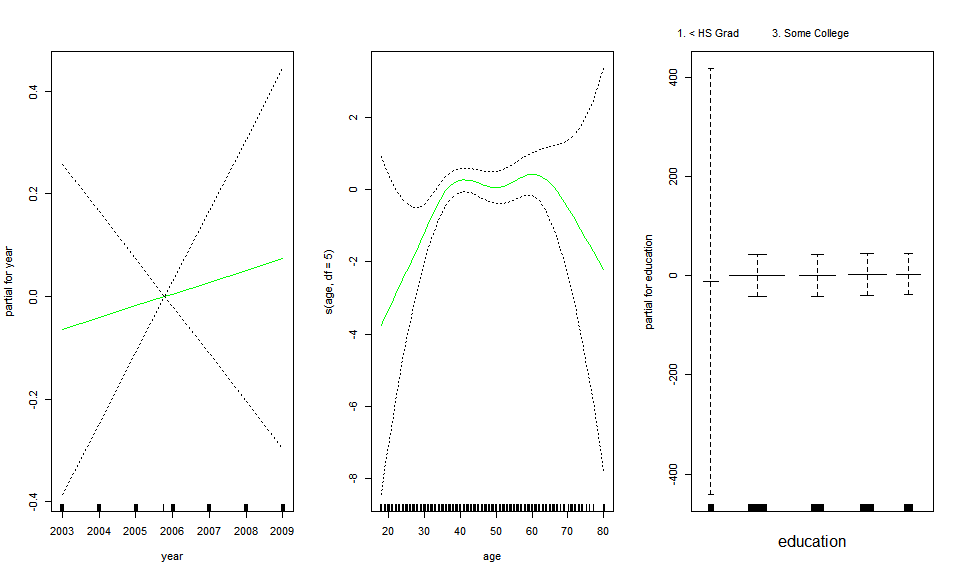 1. < HS Grad 3. Some College
partial for year
0.4
0.2
0.0
-0.2
-0.4
2003 2004 2005 2006 2007 2008 2009
year
s(age, df = 5)
2
0
-2
-4
-6
-8
20 30 40 50 60 70 80
age
partial for education
400
200
0
-200
-400
education